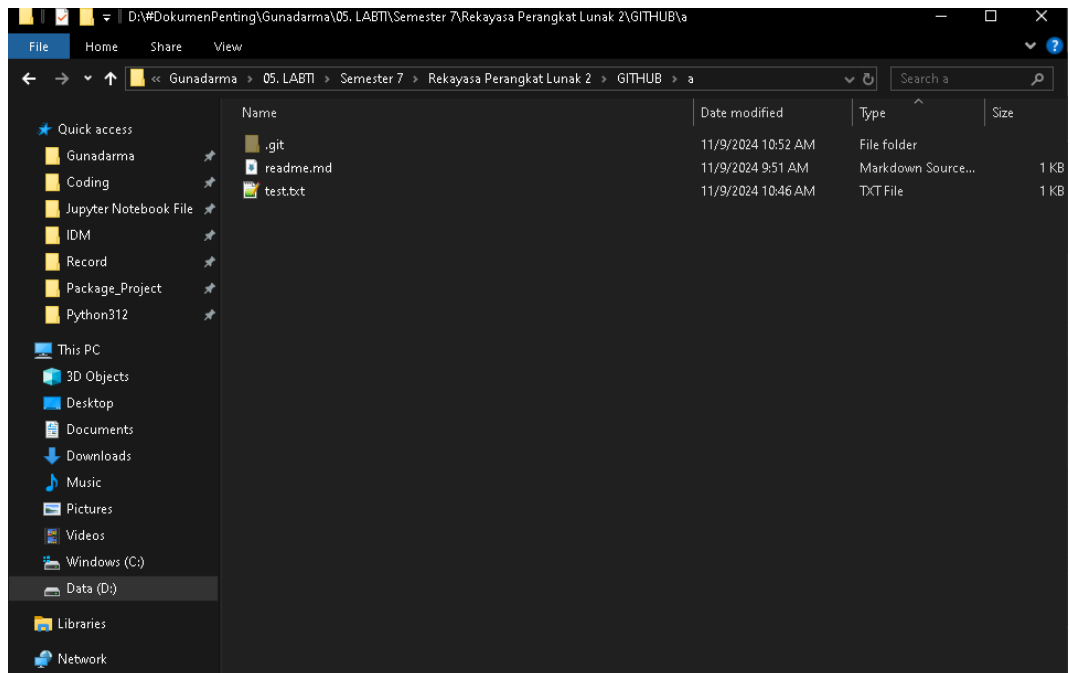 D:\#DokumenPenting\Gunadarma\05. LABTI\Semester 7\Rekayasa Perangkat Lunak 2\GITHUB\a
File Home Share View
« Gunadarma > 05. LABTI > Semester 7 > Rekayasa Perangkat Lunak 2 > GITHUB > a
Search a
Name Date modified Type Size
.git 11/9/2024 10:52 AM File folder
readme.md 11/9/2024 9:51 AM Markdown Source... 1 KB
test.txt 11/9/2024 10:46 AM TXT File 1 KB
Quick access
Gunadarma
Coding
Jupyter Notebook File
IDM
Record
Package_Project
Python312
This PC
3D Objects
Desktop
Documents
Downloads
Music
Pictures
Videos
Windows (C:)
Data (D:)
Libraries
Network